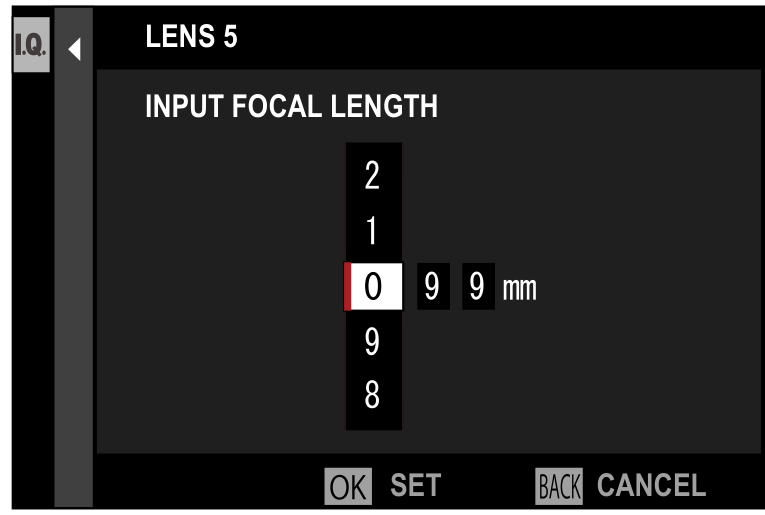 I.Q. LENS 5
INPUT FOCAL LENGTH
2
1
0 9 9 mm
9
8
OK SET BACK CANCEL